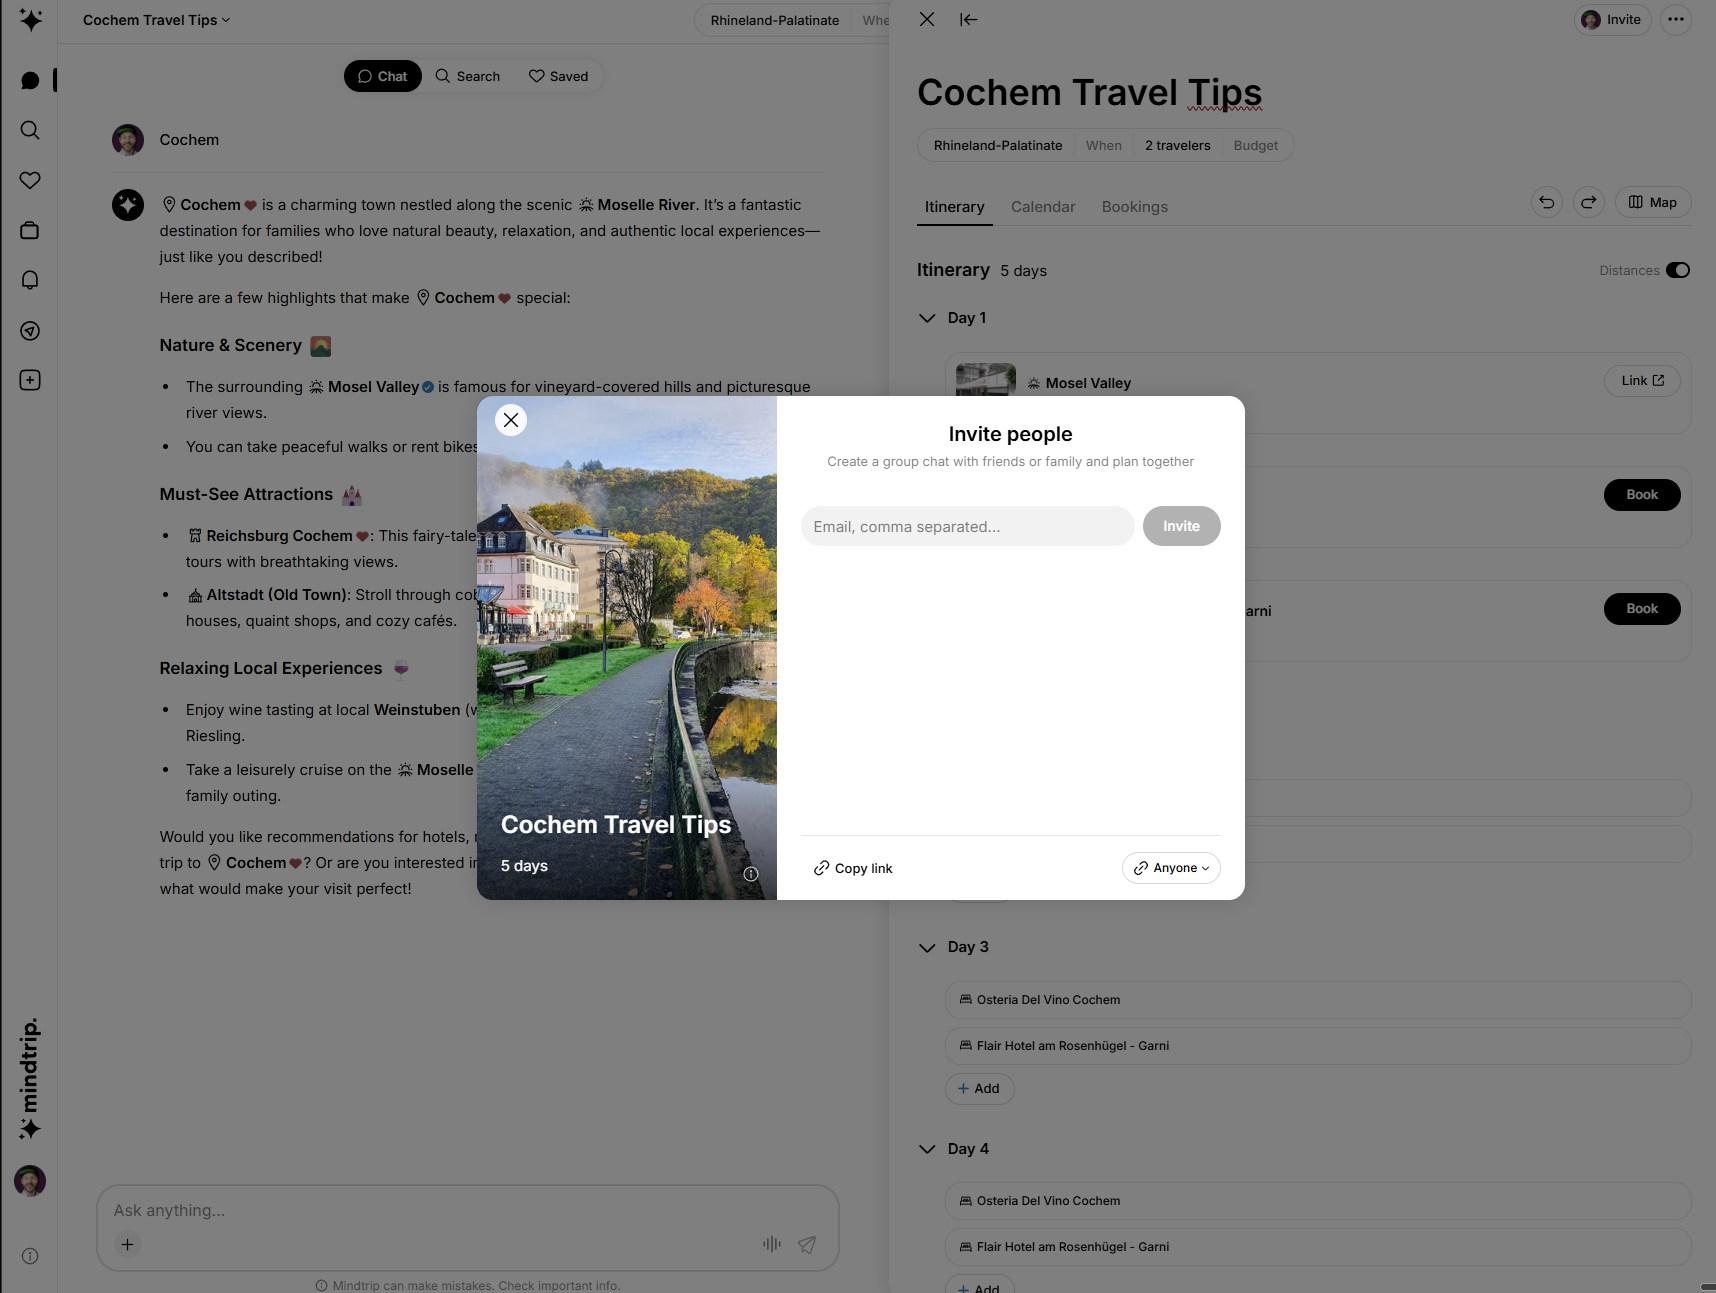 Cochem Travel Tips
Rhineland-Palatinate
Chat
Search
Saved
Cochem
Cochem is a charming town nestled along the scenic Moselle River. It's a fantastic
destination for families who love natural beauty, relaxation, and authentic local experiences—
just like you described!
Here are a few highlights that make Cochem special:
Nature & Scenery
The surrounding Mosel Valley is famous for vineyard-covered hills and picturesque
river views.
You can take peaceful walks or rent bikes
Must-See Attractions
Reichsburg Cochem: This fairy-tale
tours with breathtaking views.
Altstadt (Old Town): Stroll through
houses, quaint shops, and cozy cafés.
Relaxing Local Experiences
Enjoy wine tasting at local Weinstuben
Riesling.
Take a leisurely cruise on the Moselle
family outing.
Would you like recommendations for hotels,
trip to Cochem? Or are you interested in
what would make your visit perfect!
Ask anything...
Mindtrip can make mistakes. Check important info.
mindtrip.
Invite
Cochem Travel Tips
Rhineland-Palatinate When 2 travelers Budget
Itinerary Calendar Bookings
Map
Itinerary 5 days
Distances
Day 1
Mosel Valley
Link
Book
Book
Day 3
Osteria Del Vino Cochem
Flair Hotel am Rosenhügel - Garni
+ Add
Day 4
Osteria Del Vino Cochem
Flair Hotel am Rosenhügel - Garni
Add
Cochem Travel Tips
5 days
Invite people
Create a group chat with friends or family and plan together
Email, comma separated...
Invite
Copy link
Anyone